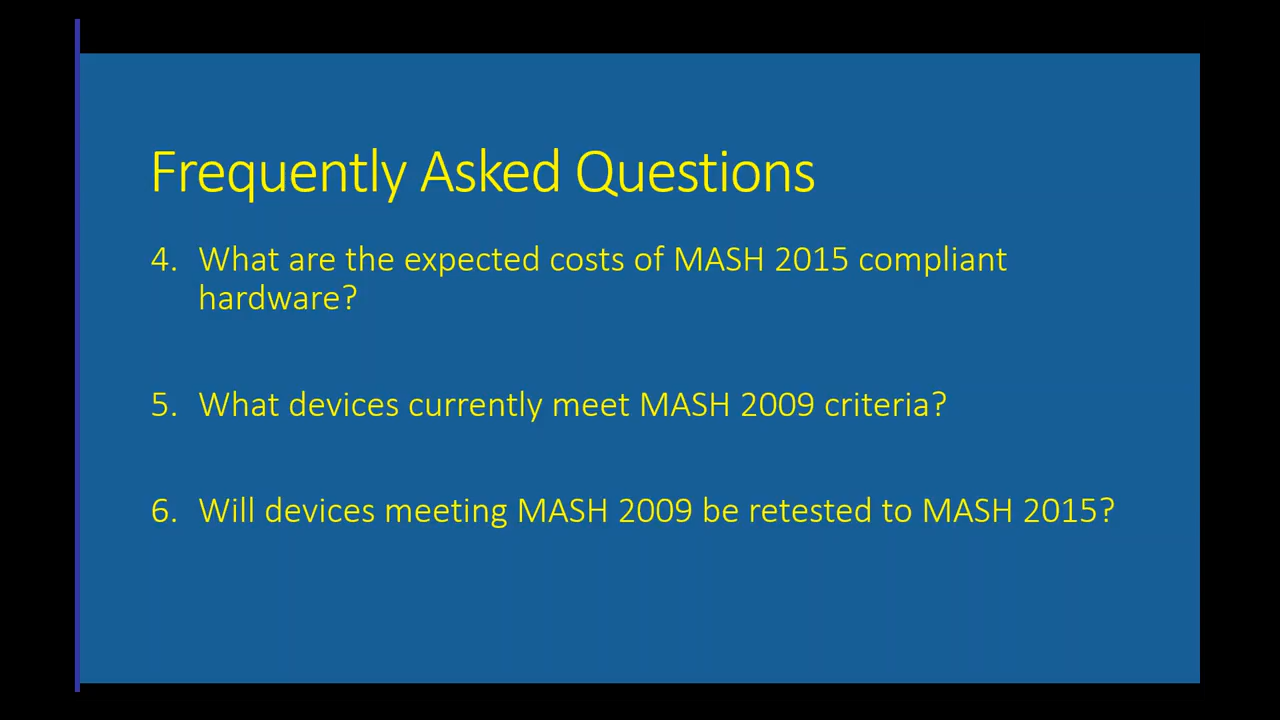 Frequently Asked Questions
4. What are the expected costs of MASH 2015 compliant
hardware?
5. What devices currently meet MASH 2009 criteria?
6. Will devices meeting MASH 2009 be retested to MASH 2015?